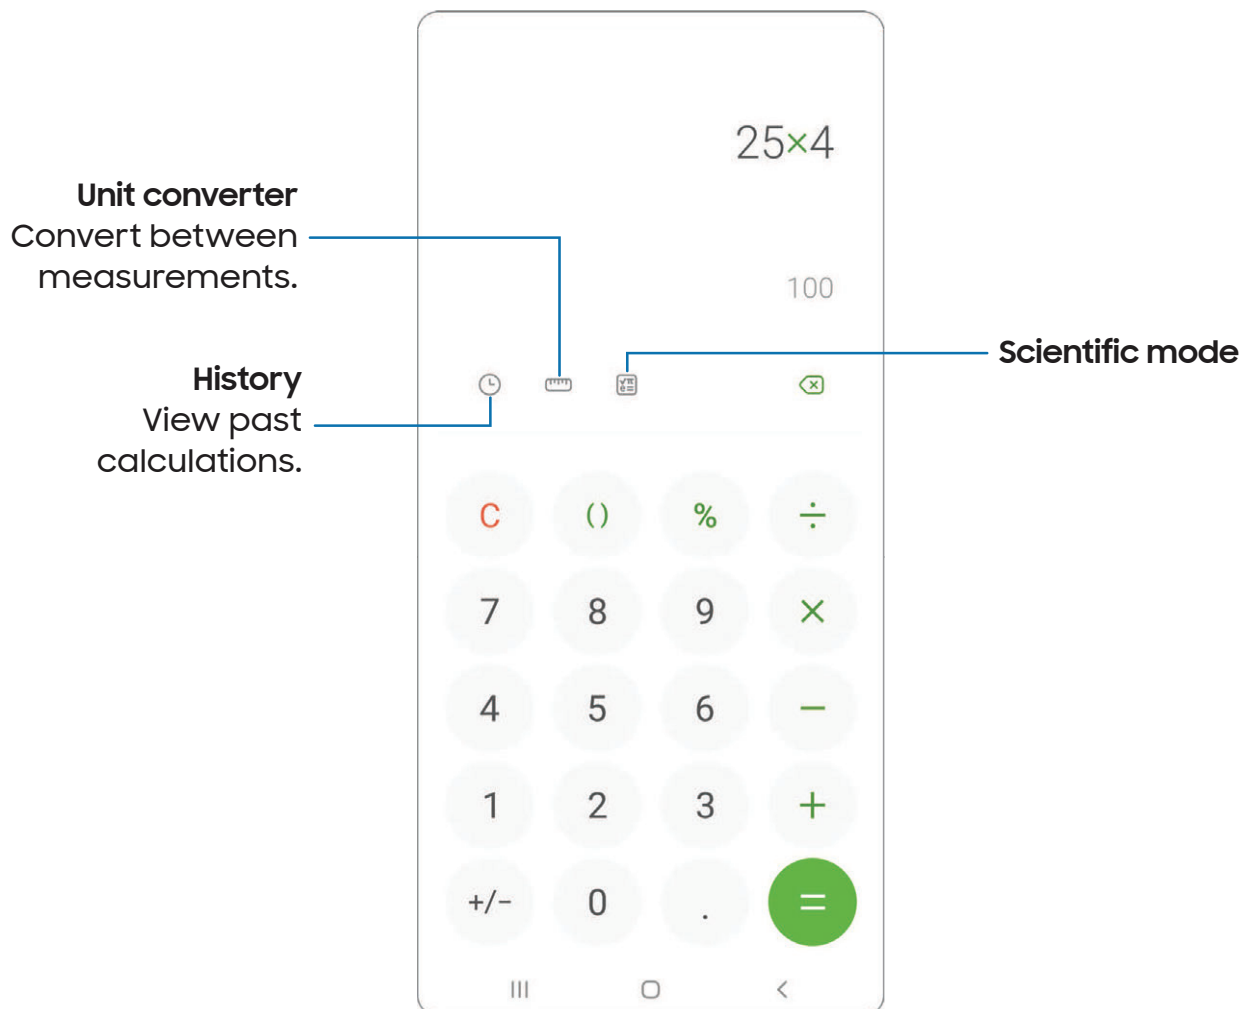 25×4
Unit converter
Convert between
measurements.
100
Scientific mode
History
View past
calculations.
C () % ÷
7 8 9 ×
4 5 6 −
1 2 3 +
+/− 0 . =